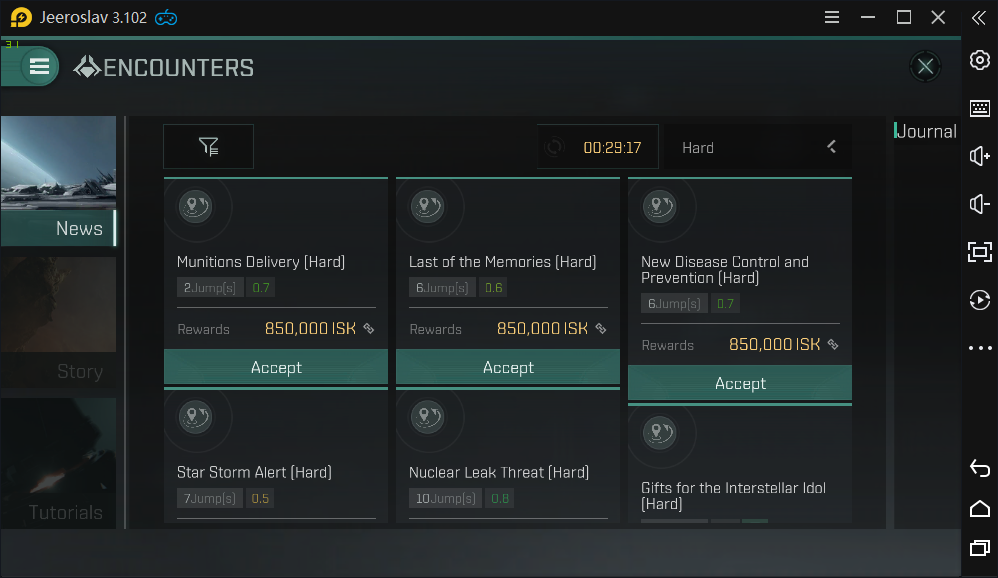 Jeeroslav 3.102
31
ENCOUNTERS
Journal
00:29:17
Hard
News
Story
Tutorials
Munitions Delivery [Hard]
2Jump[s] 0.7
Rewards 850,000 ISK
Accept
Last of the Memories [Hard]
6Jump[s] 0.6
Rewards 850,000 ISK
Accept
New Disease Control and
Prevention [Hard]
6Jump[s] 0.7
Rewards 850,000 ISK
Accept
Star Storm Alert [Hard]
7Jump[s] 0.5
Nuclear Leak Threat [Hard]
10Jump[s] 0.8
Gifts for the Interstellar Idol
[Hard]